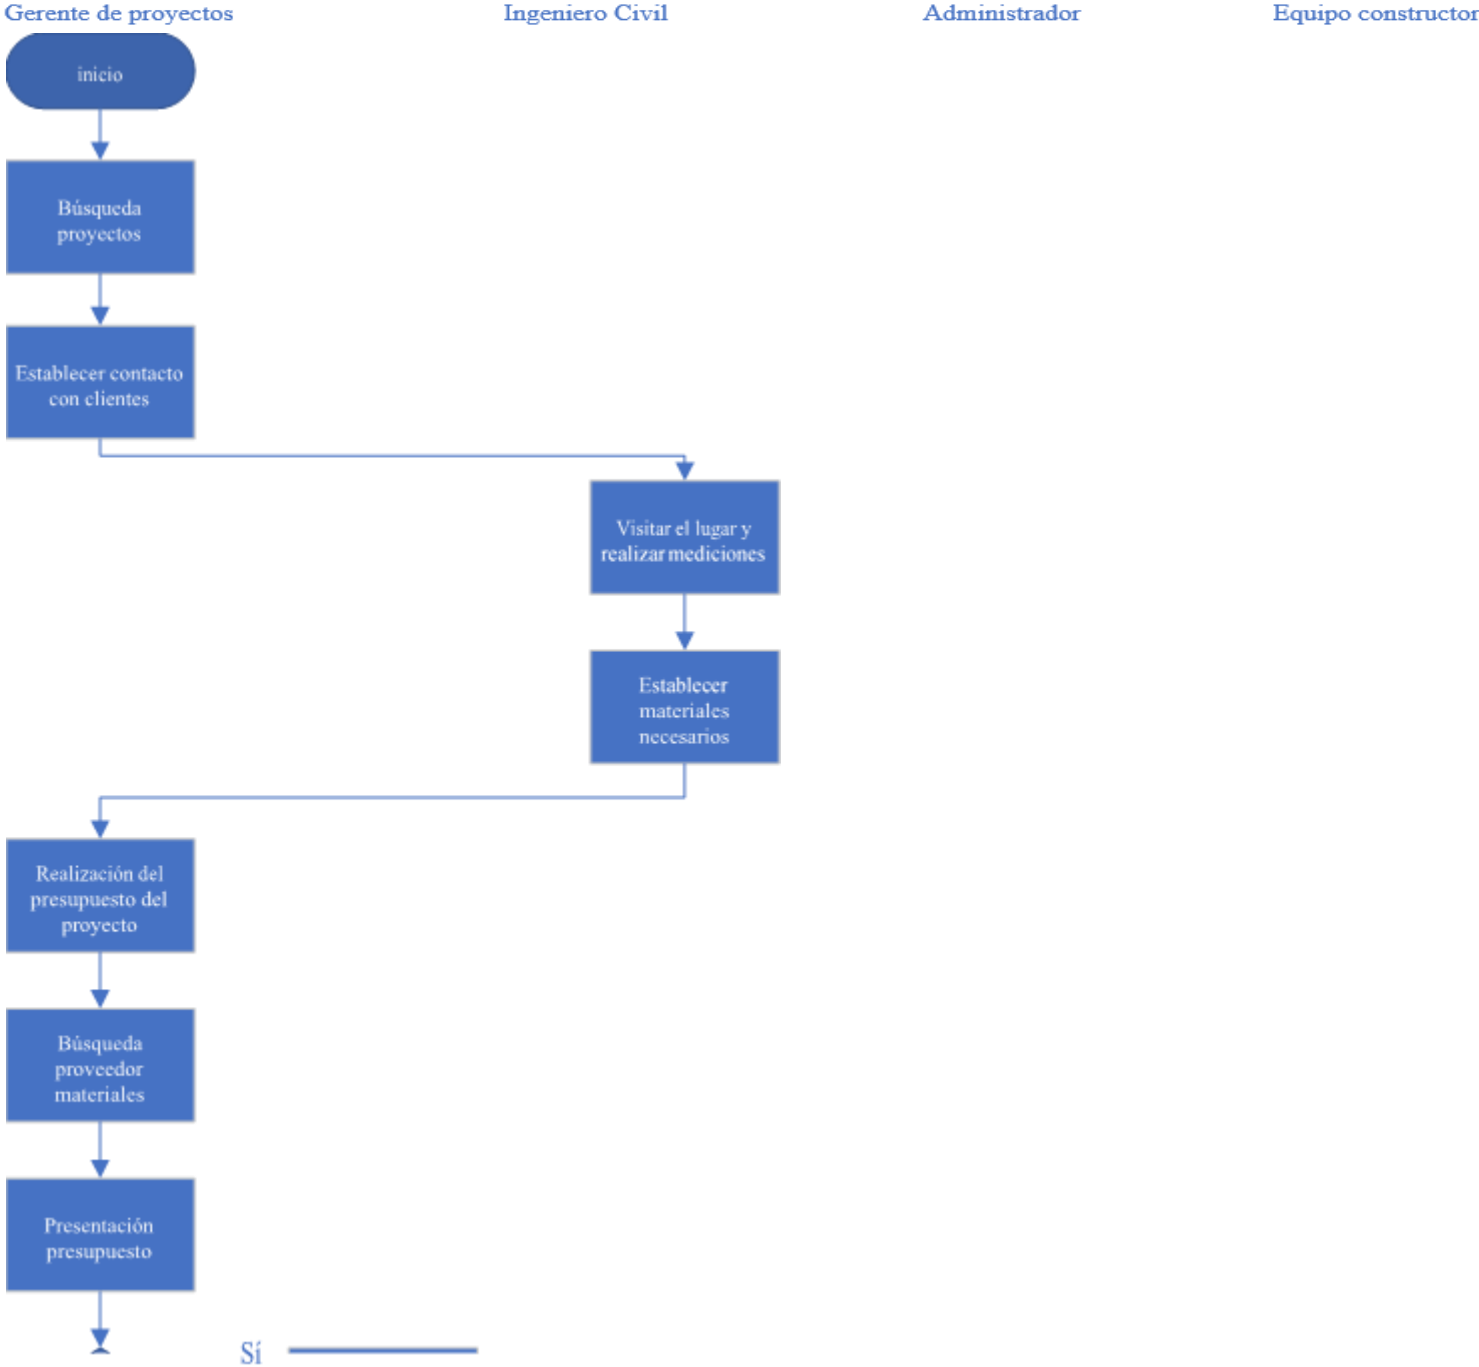 Gerente de proyectos
Ingeniero Civil
Administrador
Equipo constructor
inicio
Búsqueda
proyectos
Establecer contacto
con clientes
Visitar el lugar y
realizar mediciones
Establecer
materiales
necesarios
Realización del
presupuesto del
proyecto
Búsqueda
proveedor
materiales
Presentación
presupuesto
Sí